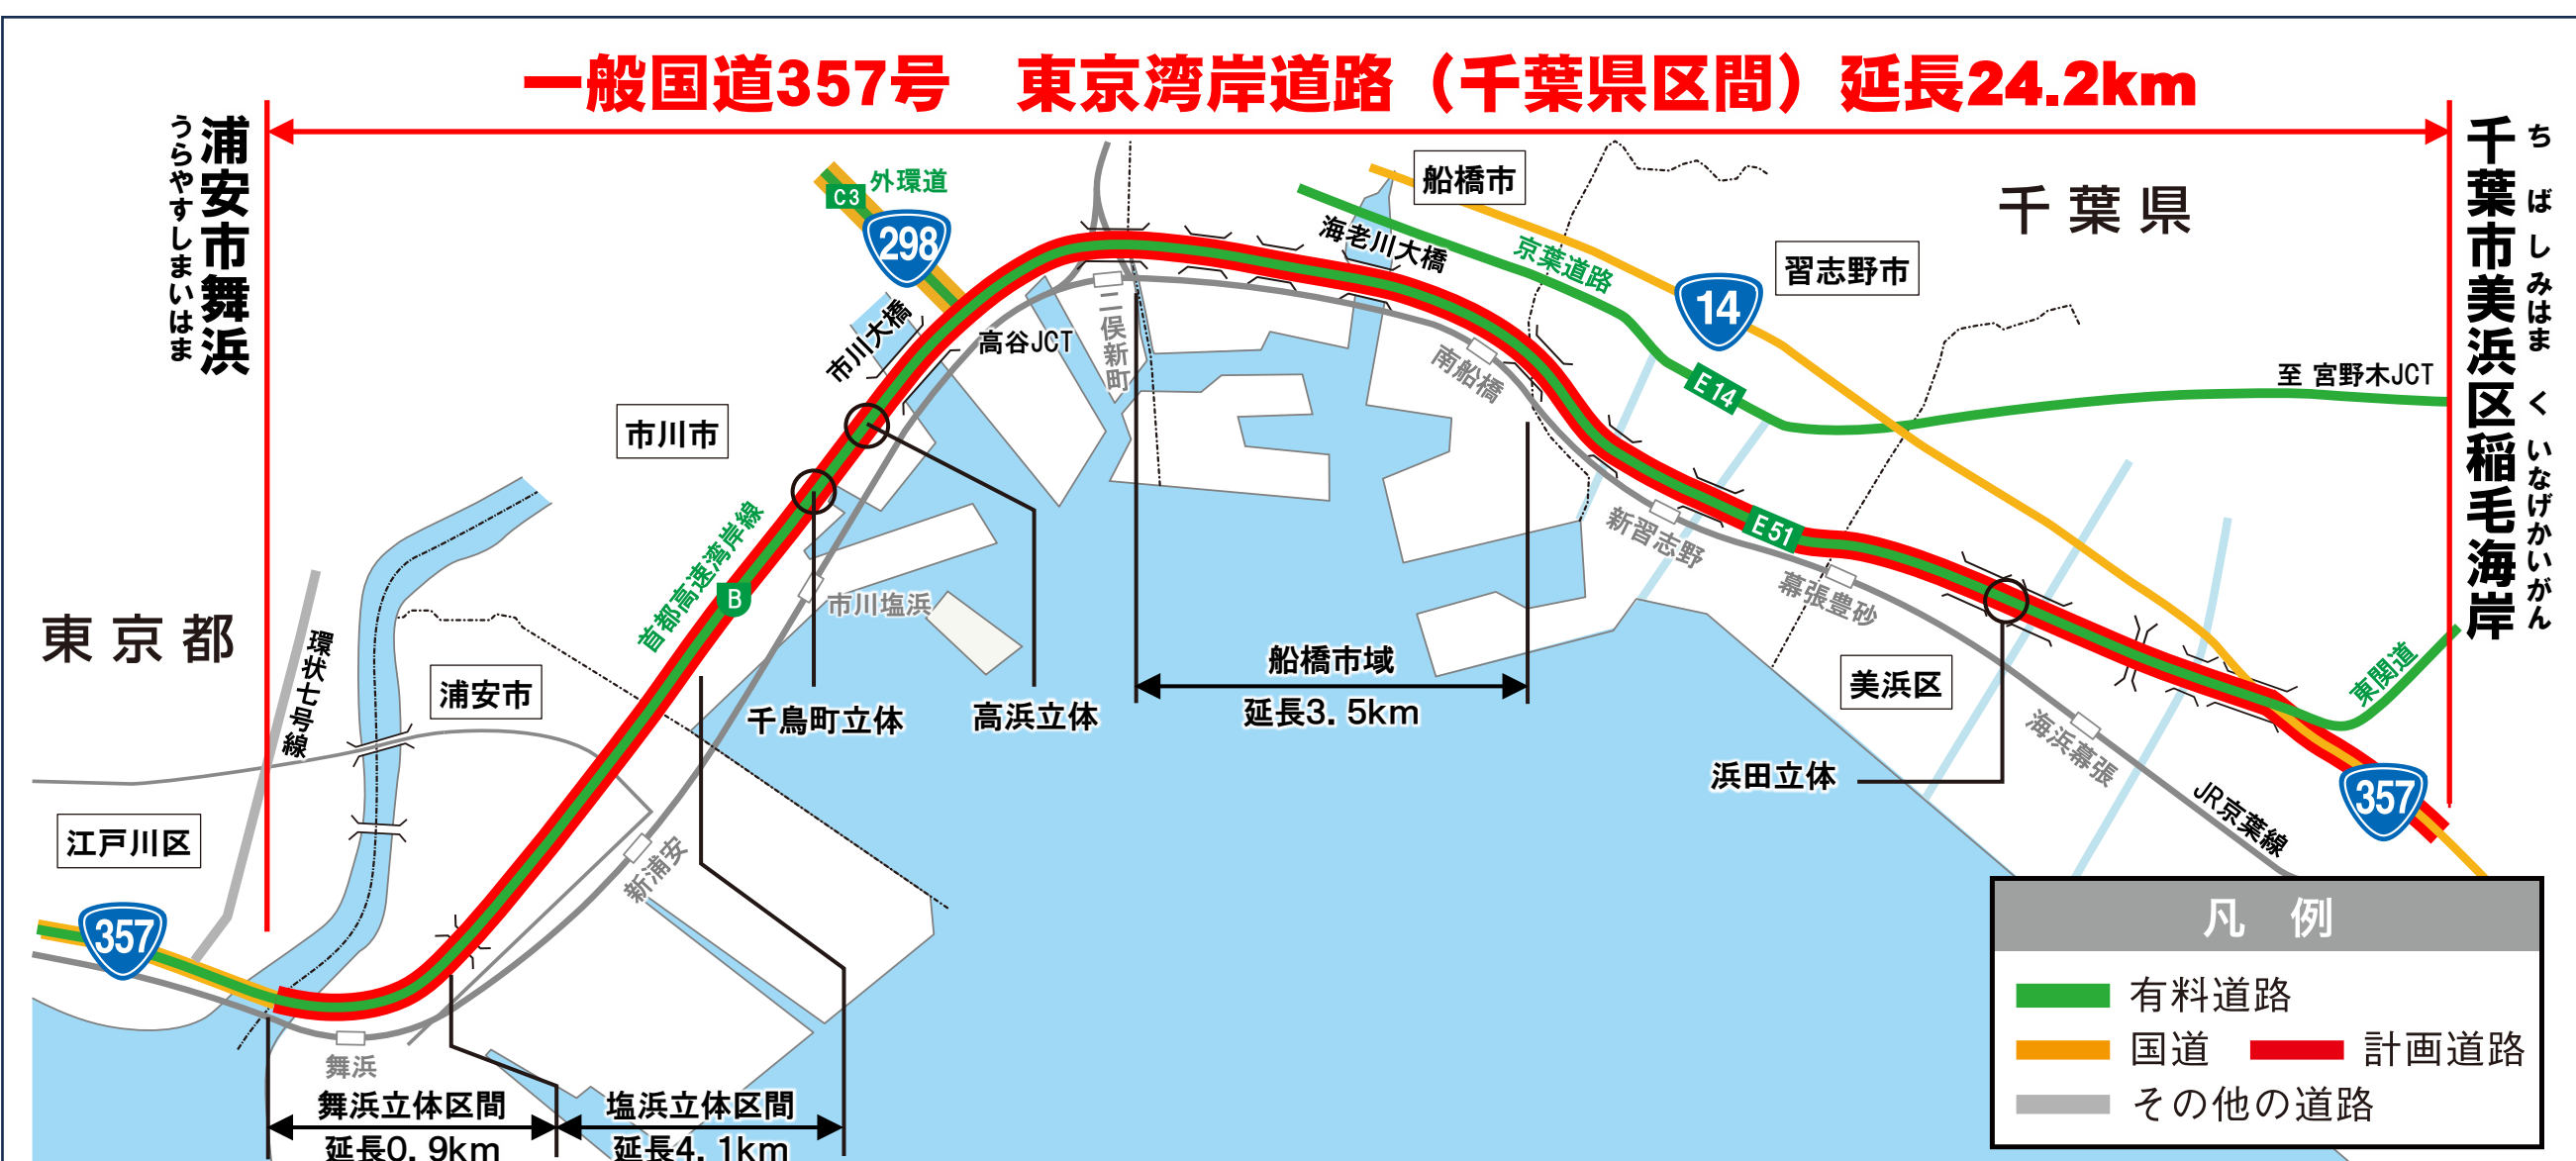 一般国道357号　東京湾岸道路（千葉県区間）延長24.2km
浦安市舞浜
うらやすしまいはま
千葉市美浜区稲毛海岸
ちばしみはまくいなげかいがん
C3
外環道
298
船橋市
海老川大橋
京葉道路
千葉県
習志野市
14
市川大橋
高谷JCT
二俣新町
南船橋
E14
至 宮野木JCT
市川市
首都高速湾岸線
B
新習志野
E51
幕張豊砂
市川塩浜
東京都
環状七号線
浦安市
千鳥町立体
高浜立体
船橋市域
延長3.5km
美浜区
浜田立体
海浜幕張
東関道
JR京葉線
357
江戸川区
357
新浦安
舞浜
舞浜立体区間
延長0.9km
塩浜立体区間
延長4.1km
凡　例
有料道路
国道
計画道路
その他の道路